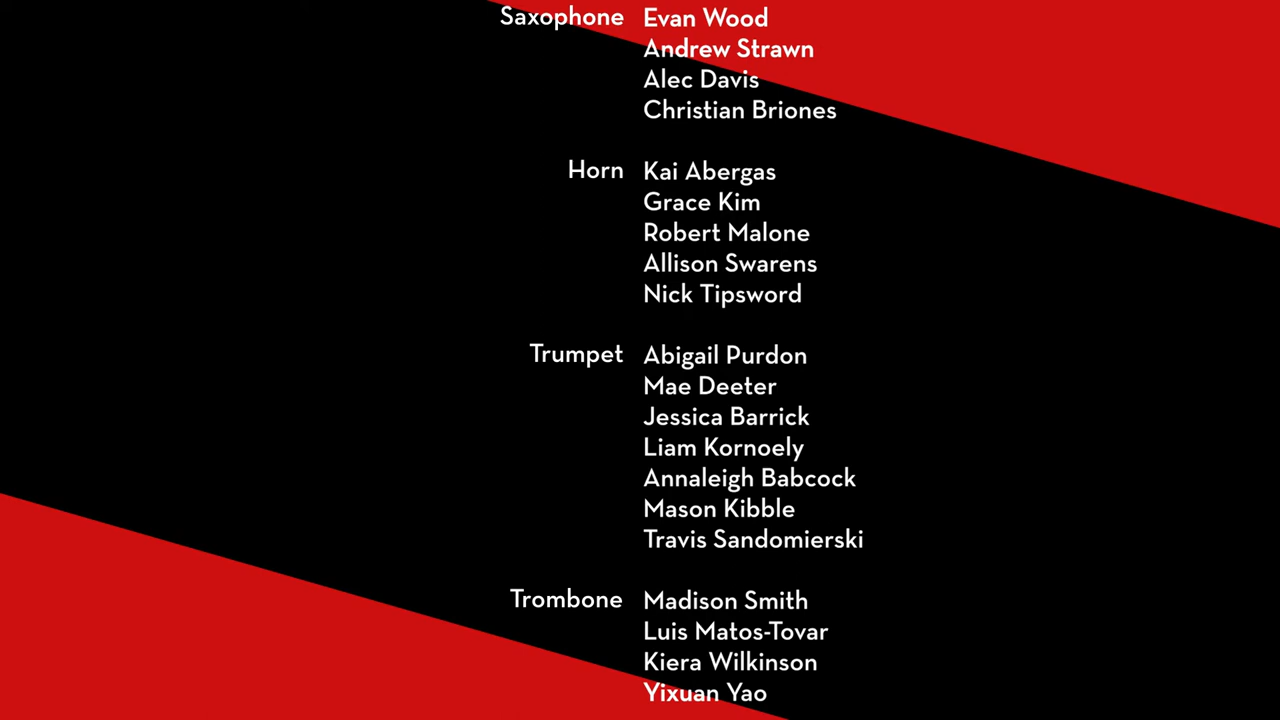 Saxophone Evan Wood
Andrew Strawn
Alec Davis
Christian Briones
Horn Kai Abergas
Grace Kim
Robert Malone
Allison Swarens
Nick Tipsword
Trumpet Abigail Purdon
Mae Deeter
Jessica Barrick
Liam Kornoely
Annaleigh Babcock
Mason Kibble
Travis Sandomierski
Trombone Madison Smith
Luis Matos-Tovar
Kiera Wilkinson
Yixuan Yao